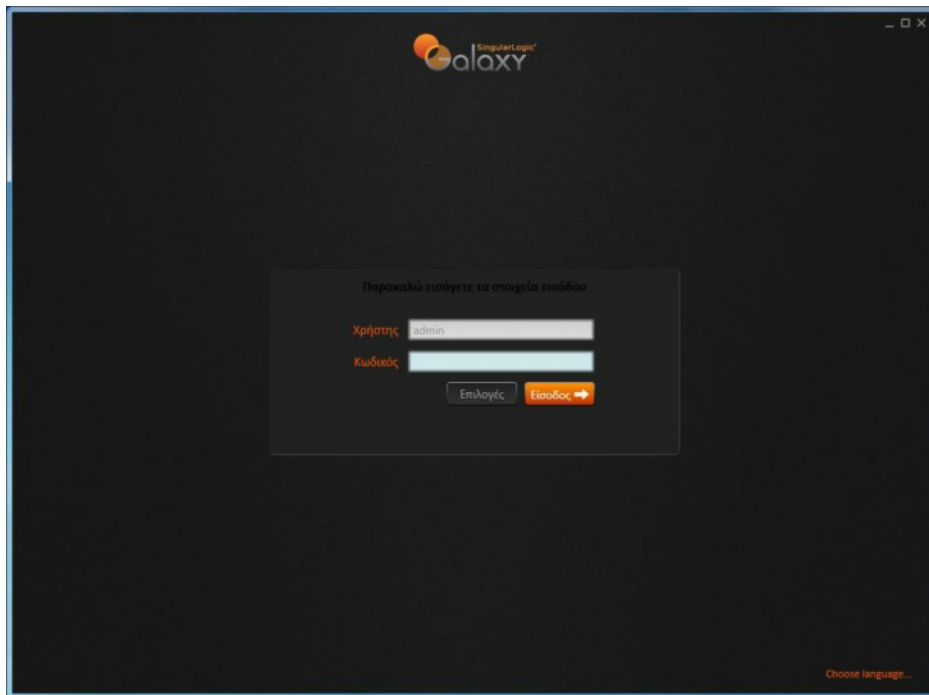 SingularLogic
Galaxy
Παρακαλώ εισάγετε τα στοιχεία εισόδου
Χρήστης admin
Κωδικός
Επιλογές Είσοδος
Choose language...